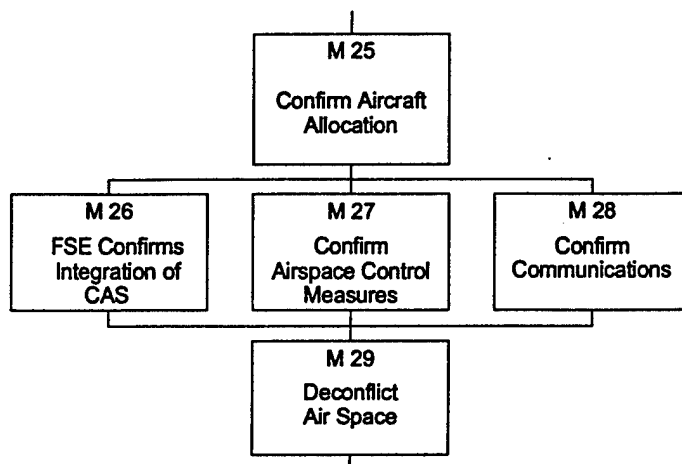 M 25
Confirm Aircraft
Allocation
M 26
FSE Confirms
Integration of
CAS
M 27
Confirm
Airspace Control
Measures
M 28
Confirm
Communications
M 29
Deconflict
Air Space